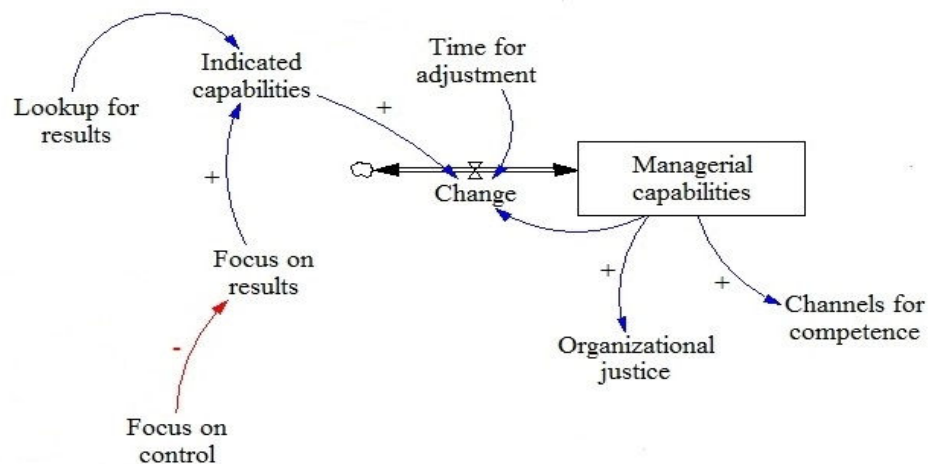 Time for
adjustment
Indicated
capabilities
Lookup for
results
+
+
Managerial
capabilities
Change
Focus on
results
+
+
Channels for
competence
Organizational
justice
-
Focus on
control